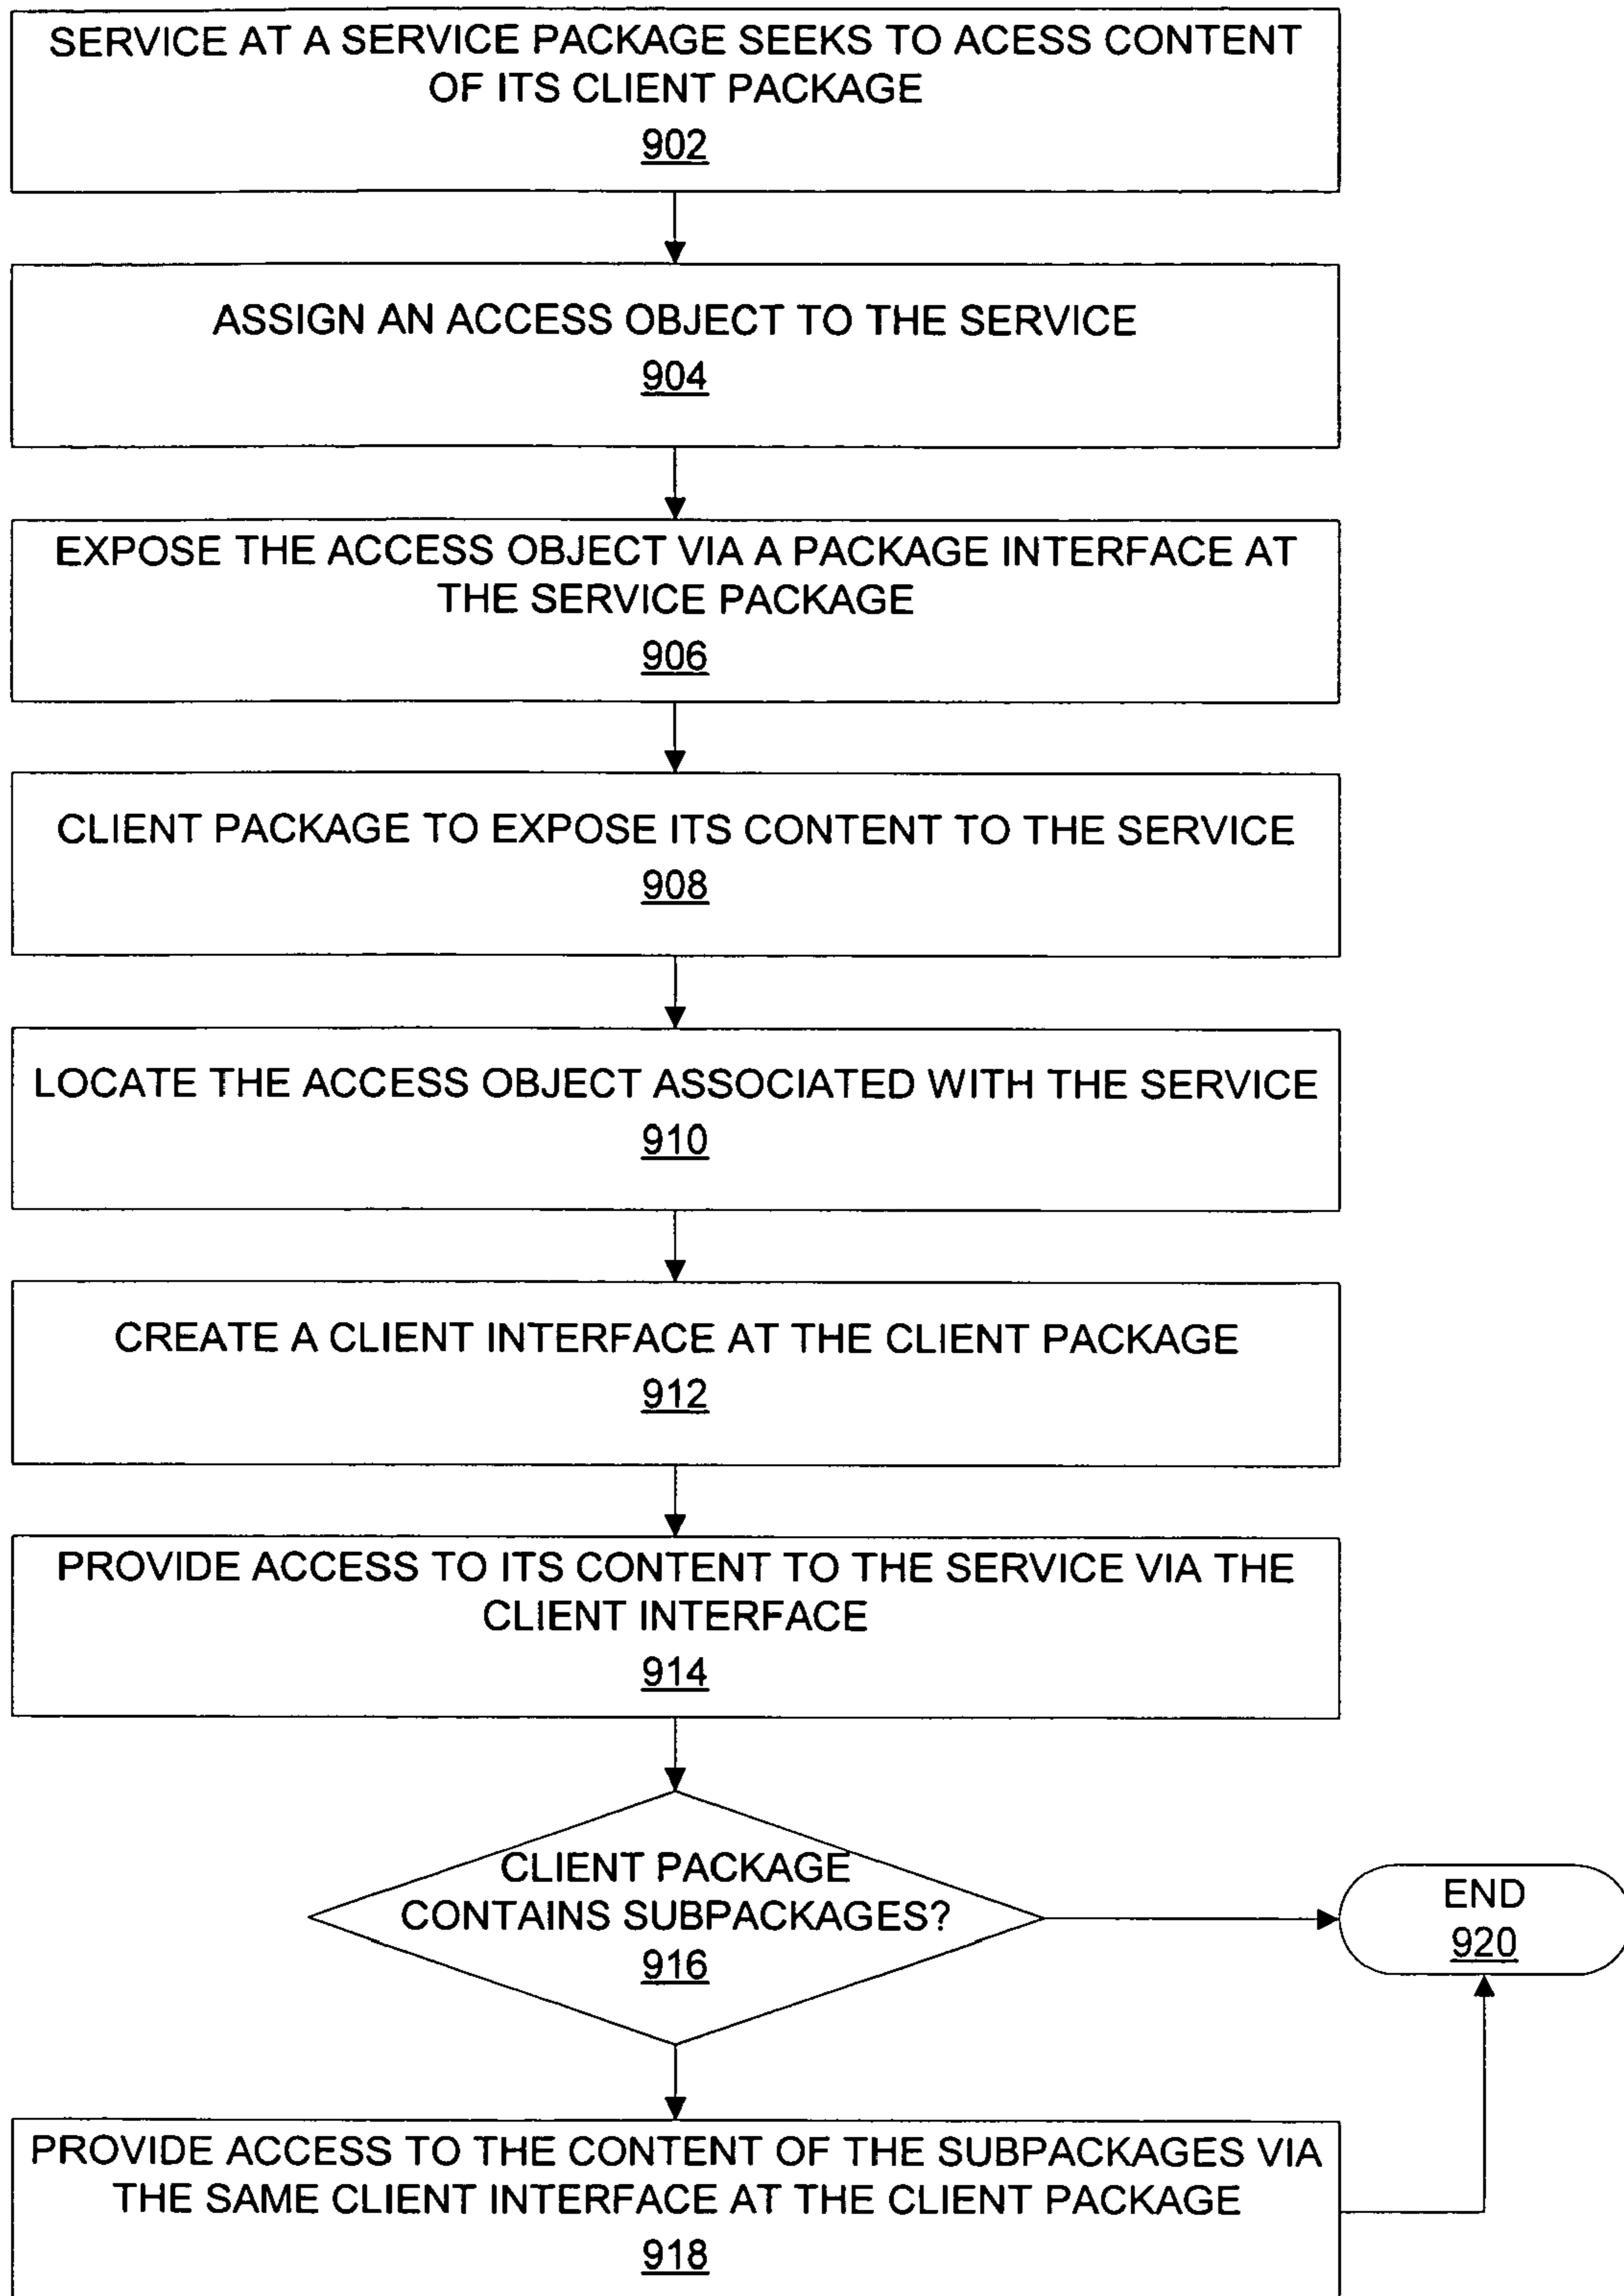 SERVICE AT A SERVICE PACKAGE SEEKS TO ACESS CONTENT
OF ITS CLIENT PACKAGE
902
ASSIGN AN ACCESS OBJECT TO THE SERVICE
904
EXPOSE THE ACCESS OBJECT VIA A PACKAGE INTERFACE AT
THE SERVICE PACKAGE
906
CLIENT PACKAGE TO EXPOSE ITS CONTENT TO THE SERVICE
908
LOCATE THE ACCESS OBJECT ASSOCIATED WITH THE SERVICE
910
CREATE A CLIENT INTERFACE AT THE CLIENT PACKAGE
912
PROVIDE ACCESS TO ITS CONTENT TO THE SERVICE VIA THE
CLIENT INTERFACE
914
CLIENT PACKAGE
CONTAINS SUBPACKAGES?
916
END
920
PROVIDE ACCESS TO THE CONTENT OF THE SUBPACKAGES VIA
THE SAME CLIENT INTERFACE AT THE CLIENT PACKAGE
918